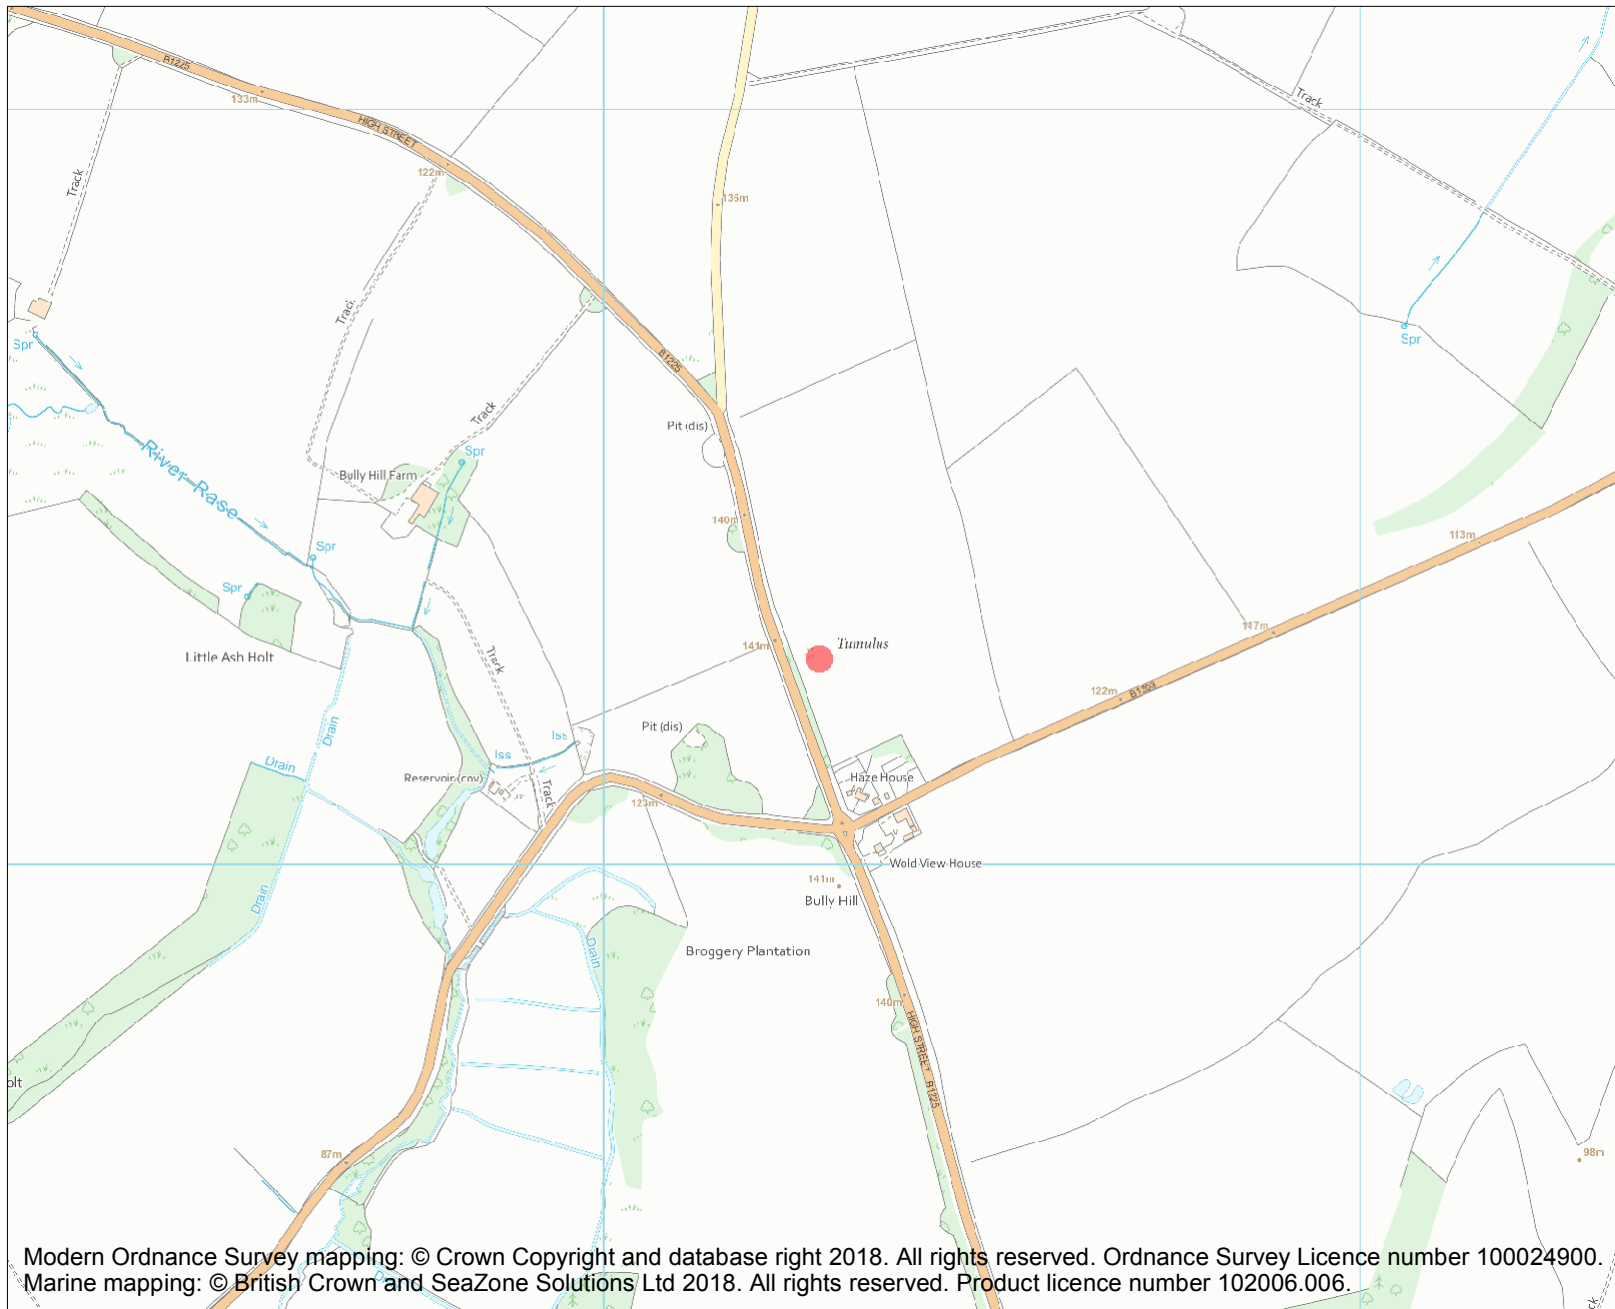 B1225
133m
HIGH STREET
122m
Track
Track
136m
Track
Spr
Track
B1225
Spr
Pit (dis)
Track
Spr
Bully Hill Farm
River Rase
140m
113m
Spr
Spr
117m
Tumulus
141m
Little Ash Holt
Track
122m
Drain
Pit (dis)
Iss
Iss
Drain
Reservoir (cov)
Haze House
Track
123m
Wold View House
141m
Bully Hill
Drain
Drain
Broggery Plantation
140m
HIGH STREET
B1225
olt
87m
98m
Modern Ordnance Survey mapping: © Crown Copyright and database right 2018. All rights reserved. Ordnance Survey Licence number 100024900.
Marine mapping: © British Crown and SeaZone Solutions Ltd 2018. All rights reserved. Product licence number 102006.006.
Drain